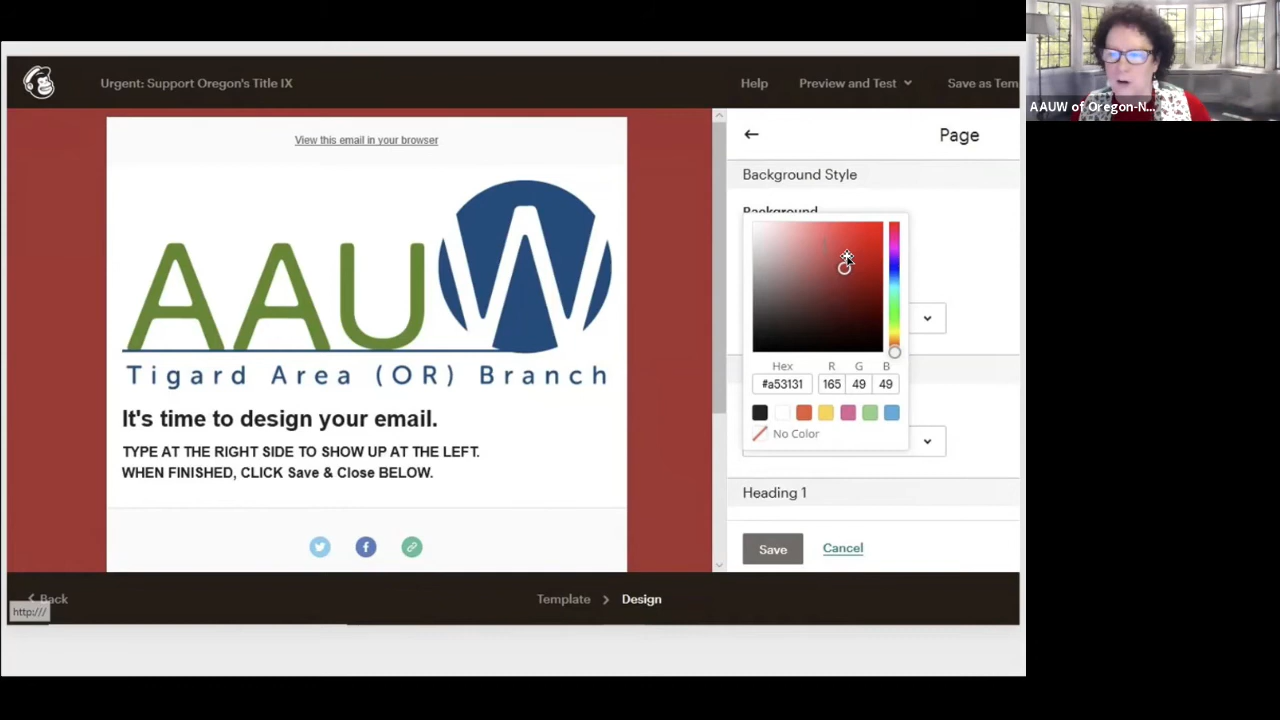 Urgent: Support Oregon's Title IX
Help
Preview and Test
Save as Tem
AAUW of Oregon-N...
View this email in your browser
AAUW
Tigard Area (OR) Branch
It's time to design your email.
TYPE AT THE RIGHT SIDE TO SHOW UP AT THE LEFT.
WHEN FINISHED, CLICK Save & Close BELOW.
Page
Background Style
Background
Hex R G B
#a53131 165 49 49
No Color
Heading 1
Save
Cancel
Back
http:///
Template
Design